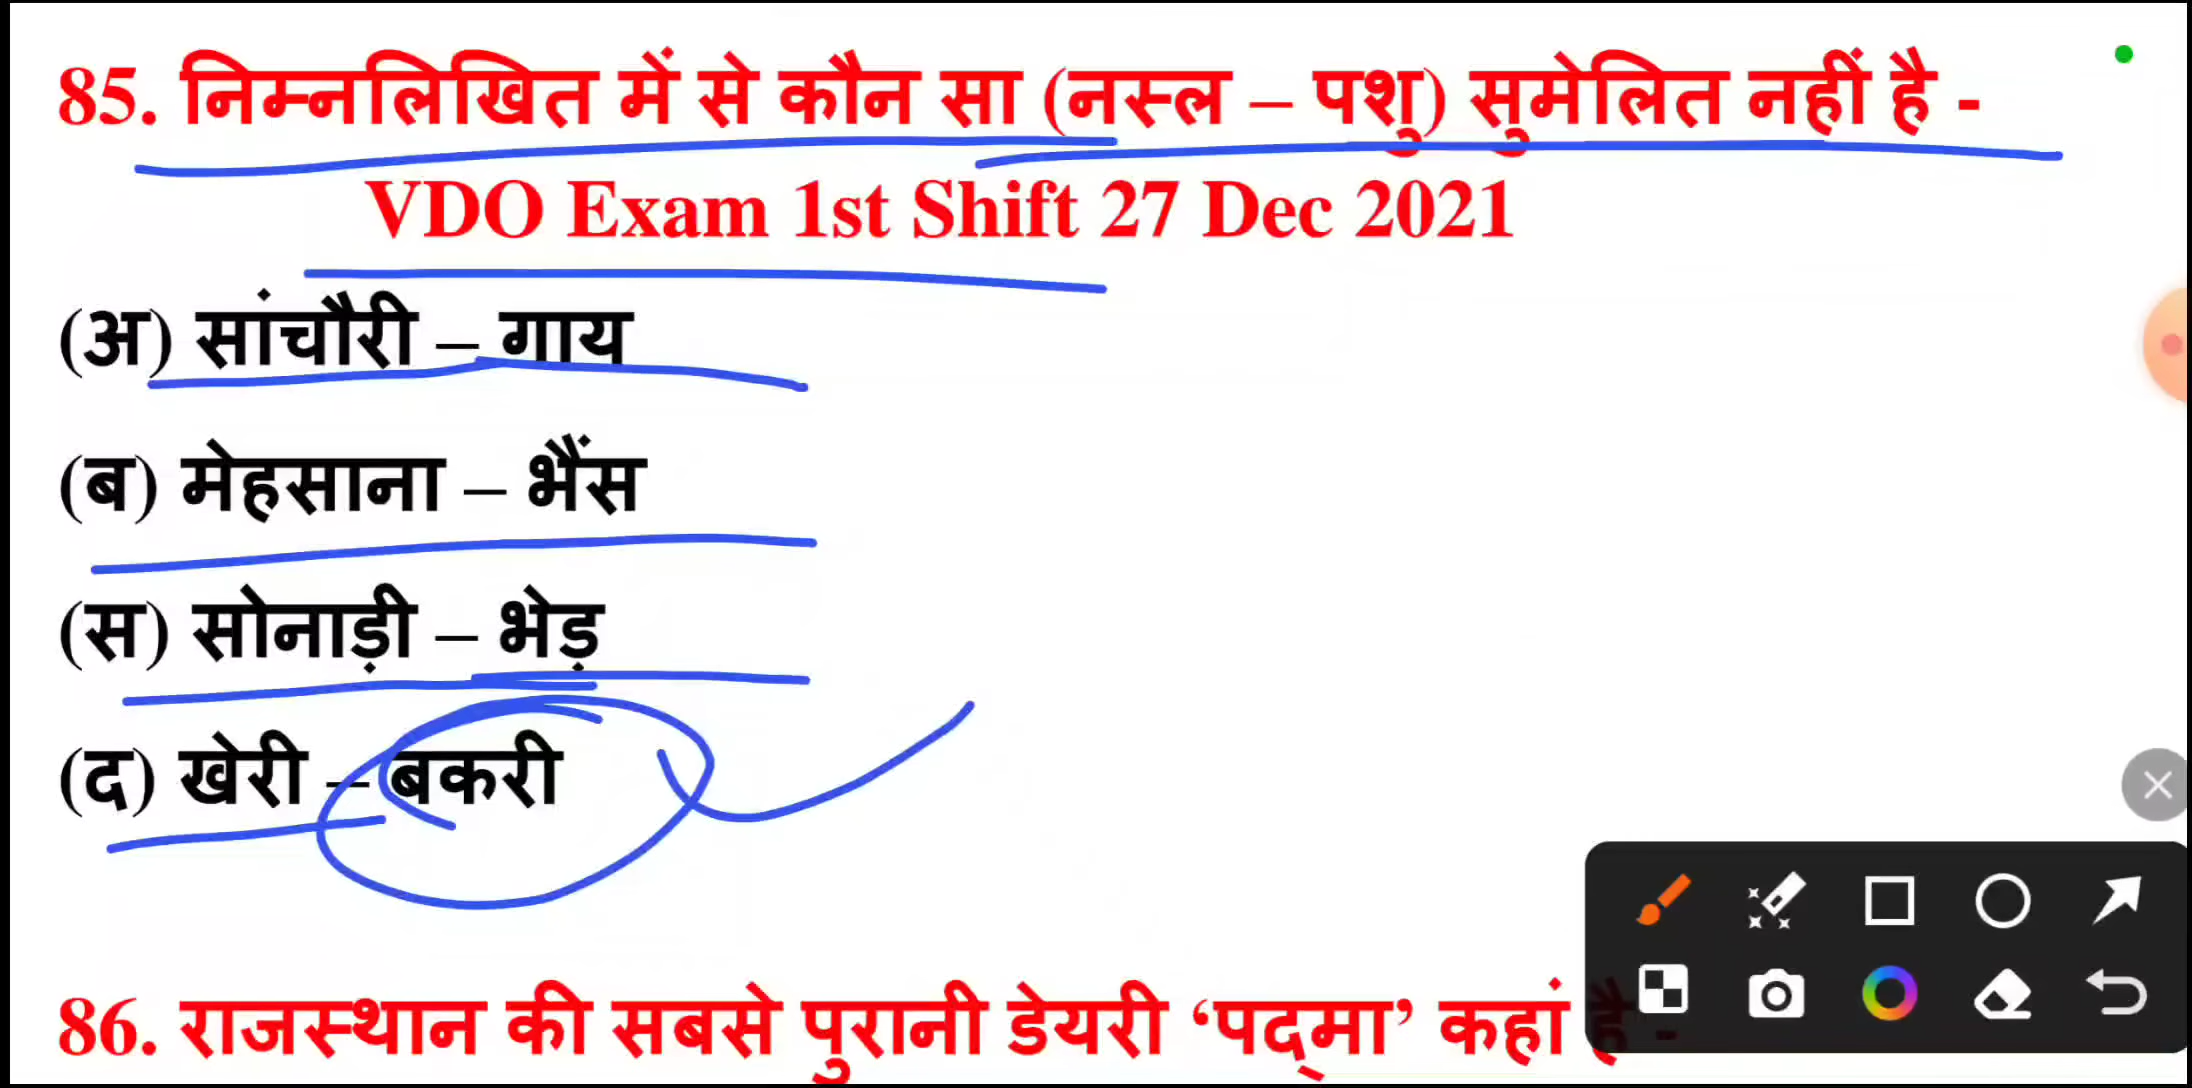 85. निम्नलिखित में से कौन सा (नस्ल – पशु) सुमेलित नहीं है -
VDO Exam 1st Shift 27 Dec 2021
(अ) सांचौरी – गाय
(ब) मेहसाना – भैंस
(स) सोनाड़ी – भेड़
(द) खेरी – बकरी
86. राजस्थान की सबसे पुरानी डेयरी ‘पद्मा’ कहां है -